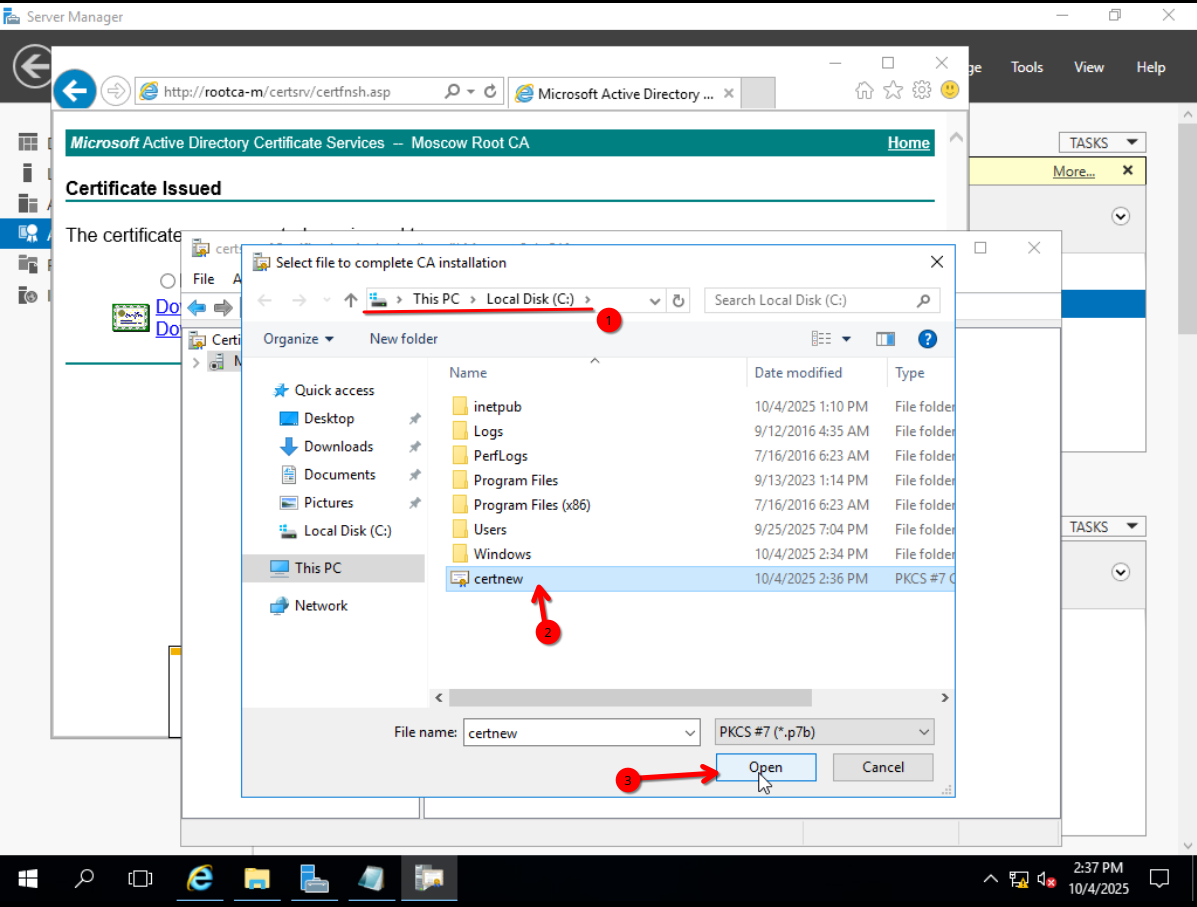 Server Manager
http://rootca-m/certsrv/certfnsh.asp
Microsoft Active Directory ...
Tools
View
Help
Microsoft Active Directory Certificate Services -- Moscow Root CA
Home
TASKS
More...
Certificate Issued
The certificate
File
Select file to complete CA installation
This PC
Local Disk (C:)
Search Local Disk (C:)
1
Organize
New folder
Name
Date modified
Type
Quick access
Desktop
Downloads
Documents
Pictures
Local Disk (C:)
This PC
Network
inetpub 10/4/2025 1:10 PM File folder
Logs 9/12/2016 4:35 AM File folder
PerfLogs 7/16/2016 6:23 AM File folder
Program Files 9/13/2023 1:14 PM File folder
Program Files (x86) 7/16/2016 6:23 AM File folder
Users 9/25/2025 7:04 PM File folder
Windows 10/4/2025 2:34 PM File folder
certnew 10/4/2025 2:36 PM PKCS #7 C
2
TASKS
File name: certnew
PKCS #7 (*.p7b)
3
Open
Cancel
2:37 PM
10/4/2025